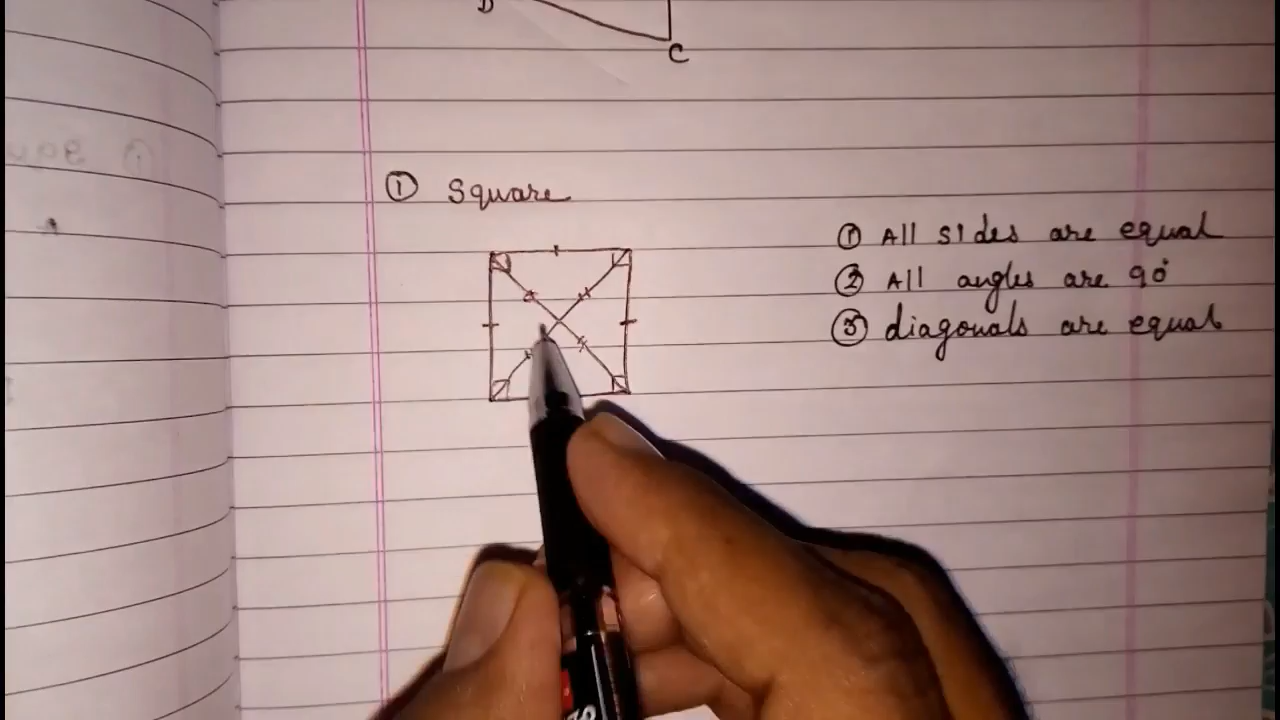 D
C
① Square
① All sides are equal
② All angles are 90°
③ diagonals are equal